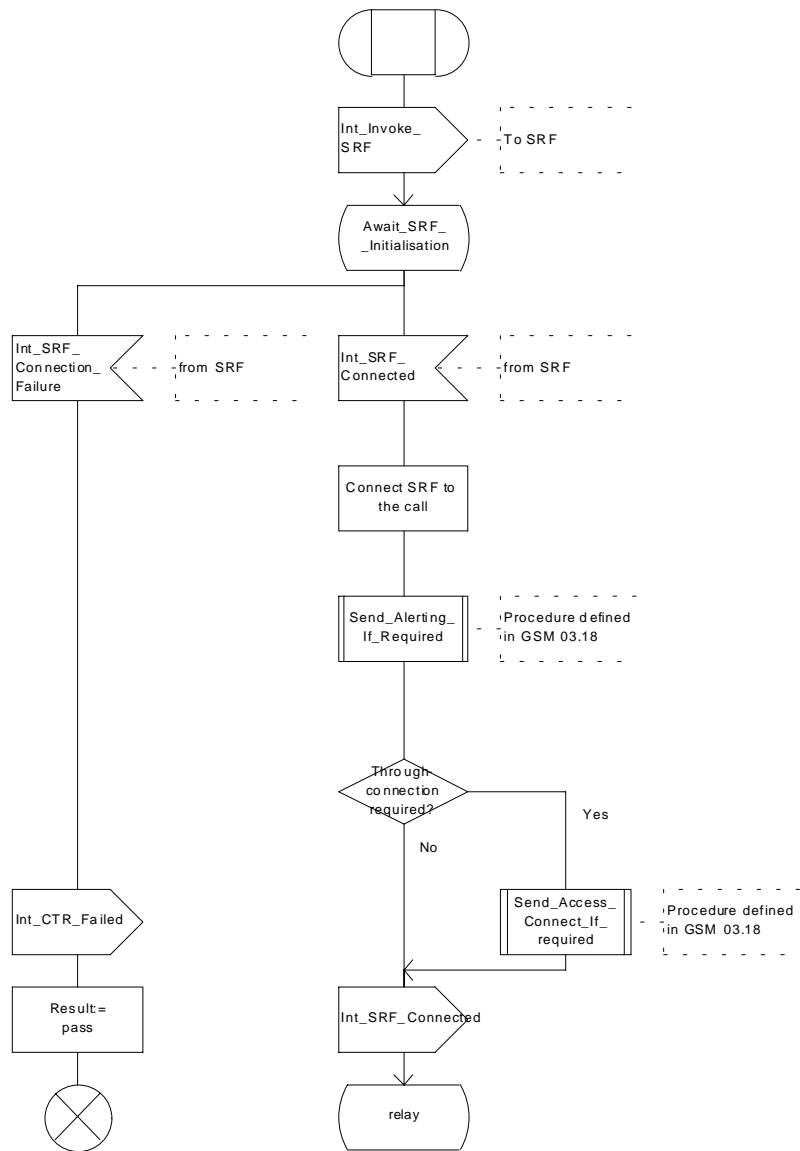 Int_Invoke_
SRF
To SRF
Await_SRF_
_Initialisation
Int_SRF_
Connection_
Failure
from SRF
Int_SRF_
Connected
from SRF
Connect SRF to
the call
Send_Alerting_
If_Required
Procedure defined
in GSM 03.18
Through-
connection
required?
Yes
No
Int_CTR_Failed
Send_Access_
Connect_If_
required
Procedure defined
in GSM 03.18
Result:=
pass
Int_SRF_Connected
relay